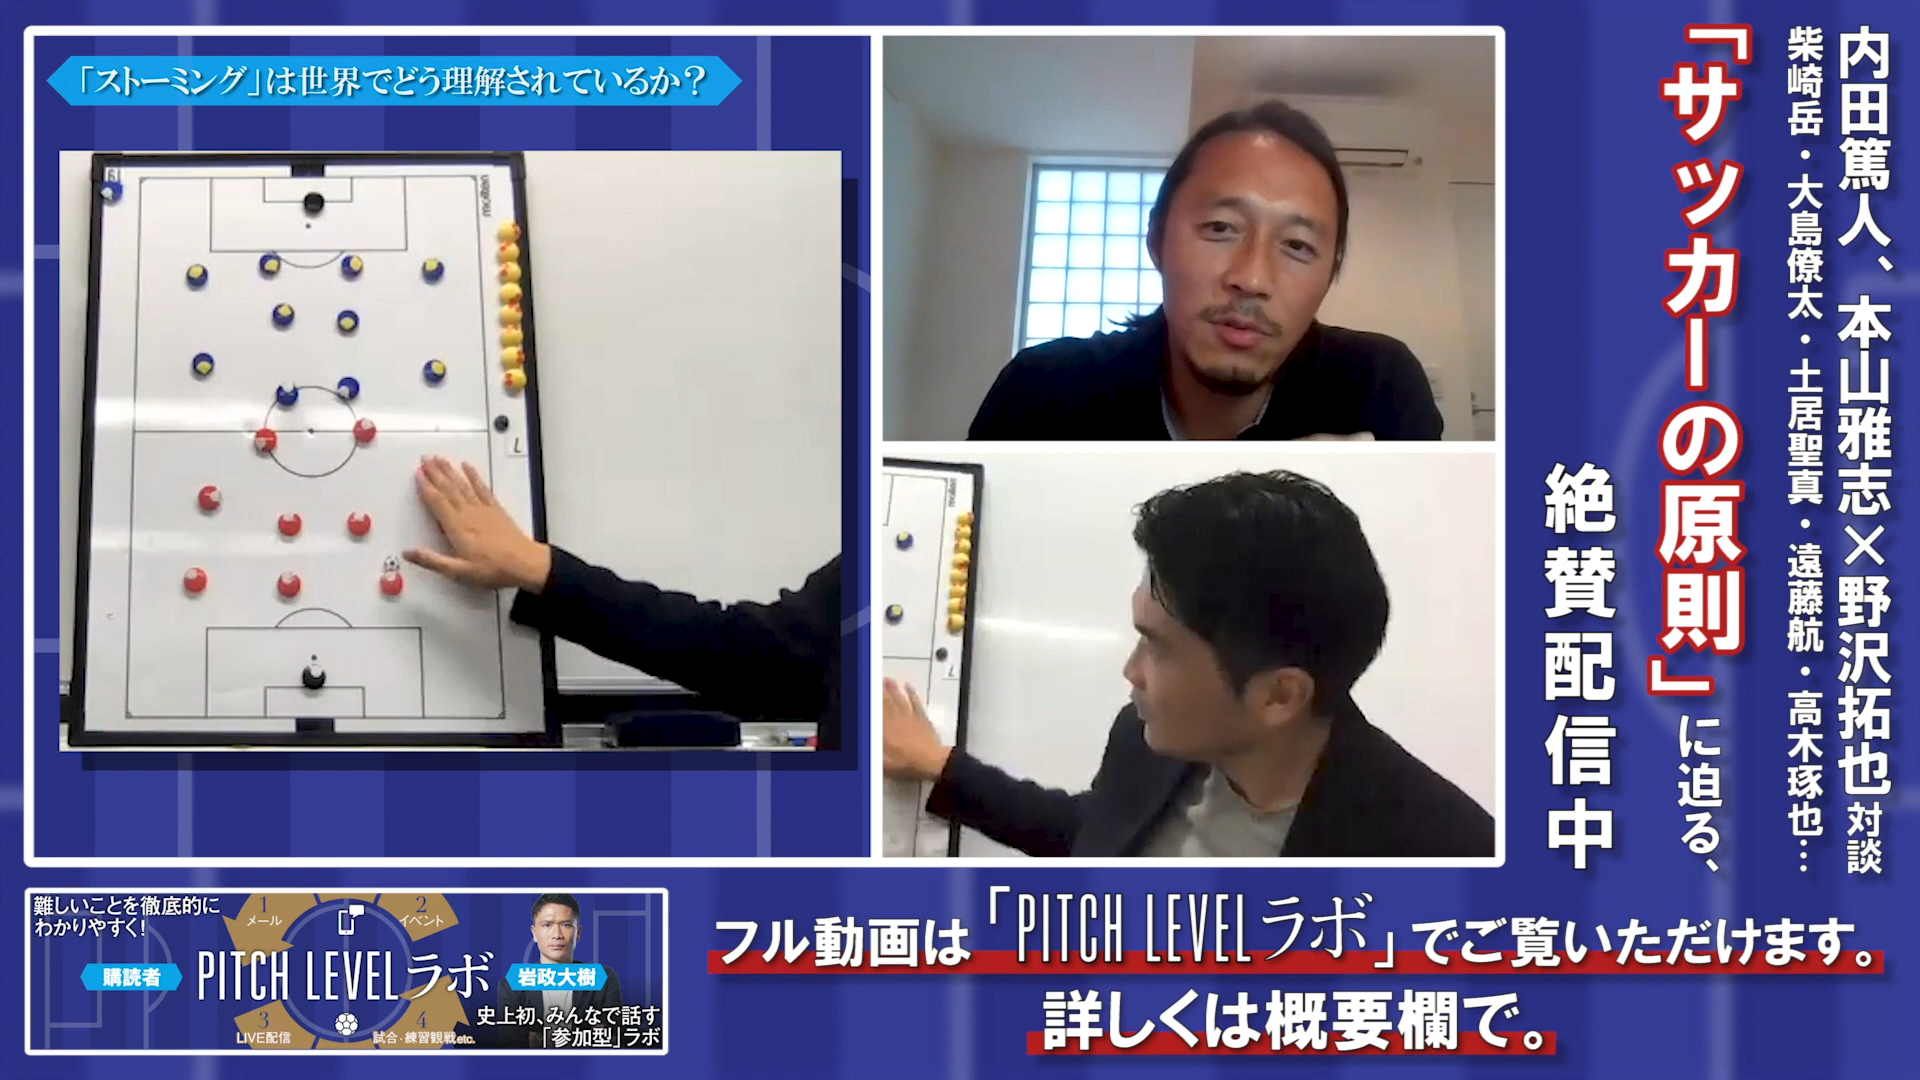 「ストーミング」は世界でどう理解されているか?
molten
L
molten
L
内田篤人、本山雅志×野沢拓也対談
柴崎岳・大島僚太・土居聖真・遠藤航・高木琢也…
「サッカーの原則」に迫る、
絶賛配信中
難しいことを徹底的に
わかりやすく!
1
メール
2
イベント
購読者
PITCH LEVELラボ
岩政大樹
3
LIVE配信
4
試合・練習観戦etc.
史上初、みんなで話す
「参加型」ラボ
フル動画は「PITCH LEVELラボ」でご覧いただけます。
詳しくは概要欄で。